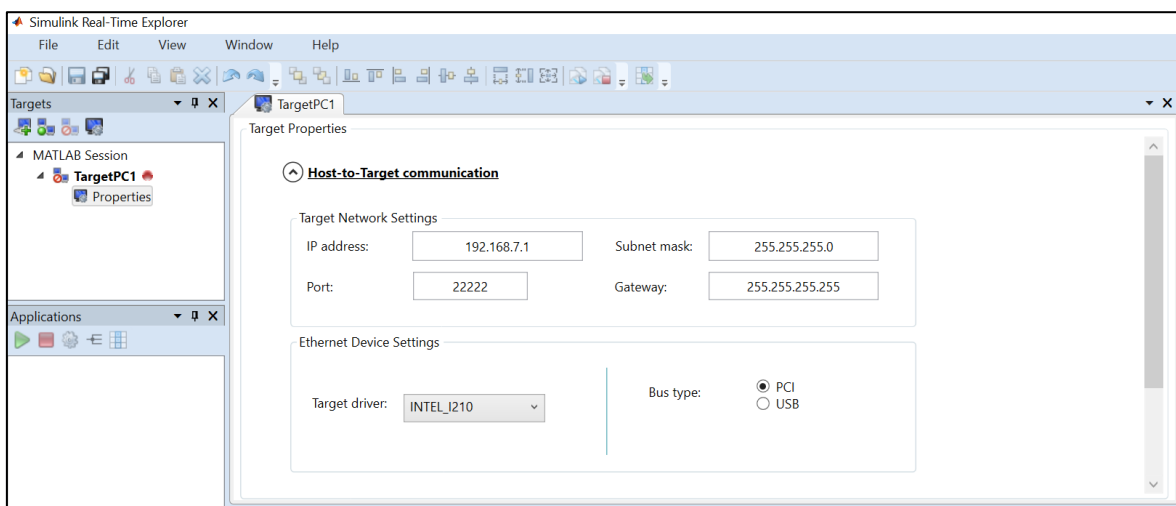 Simulink Real-Time Explorer
File Edit View Window Help
Targets
MATLAB Session
TargetPC1
Properties
Applications
TargetPC1
Target Properties
Host-to-Target communication
Target Network Settings
IP address: 192.168.7.1 Subnet mask: 255.255.255.0
Port: 22222 Gateway: 255.255.255.255
Ethernet Device Settings
Target driver: INTEL_I210 Bus type: PCI
USB